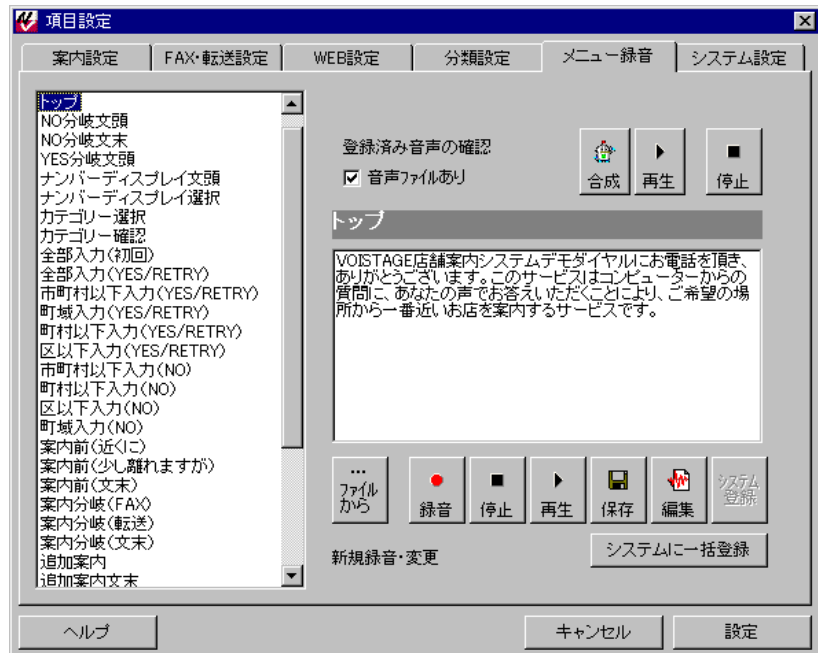 項目設定
案内設定
FAX・転送設定
WEB設定
分類設定
メニュー録音
システム設定
トップ
NO分岐文頭
NO分岐文末
YES分岐文頭
ナンバーディスプレイ文頭
ナンバーディスプレイ選択
カテゴリー選択
カテゴリー確認
全部入力(初回)
全部入力(YES/RETRY)
市町村以下入力(YES/RETRY)
町域入力(YES/RETRY)
町村以下入力(YES/RETRY)
区以下入力(YES/RETRY)
市町村以下入力(NO)
町村以下入力(NO)
区以下入力(NO)
町域入力(NO)
案内前(近くに)
案内前(少し離れますが)
案内前(文末)
案内分岐(FAX)
案内分岐(転送)
案内分岐(文末)
追加案内
追加案内文末
登録済み音声の確認
音声ファイルあり
合成
再生
停止
トップ
VOISTAGE店舗案内システムデモダイヤルにお電話を頂き、
ありがとうございます。このサービスはコンピューターからの
質問に、あなたの声でお答えいただくことにより、ご希望の場
所から一番近いお店を案内するサービスです。
...
ファイル
から
録音
停止
再生
保存
編集
システム
登録
新規録音・変更
システムに一括登録
ヘルプ
キャンセル
設定